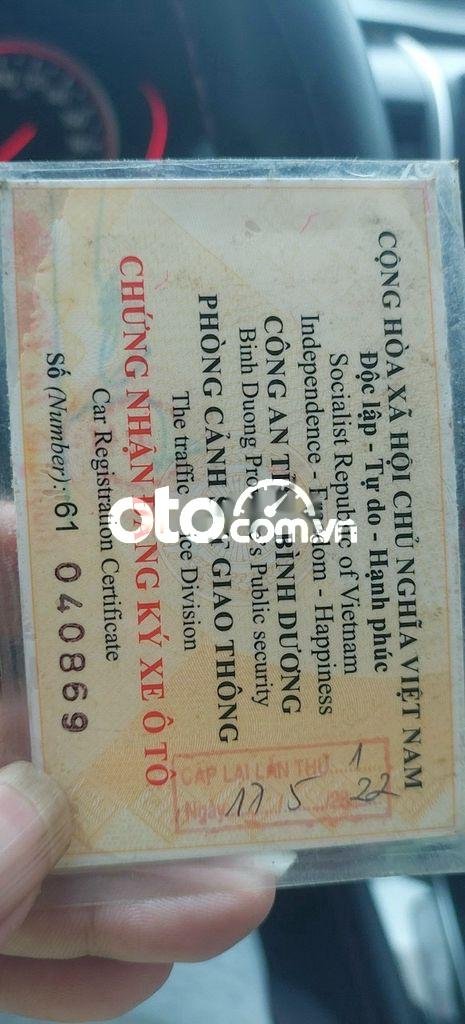 CỘNG HÒA XÃ HỘI CHỦ NGHĨA VIỆT NAM
Độc lập - Tự do - Hạnh phúc
Socialist Republic of Vietnam
Independence - Freedom - Happiness
CÔNG AN TỈNH BÌNH DƯƠNG
Binh Duong Province's Public security
PHÒNG CẢNH SÁT GIAO THÔNG
The traffic Police Division
CHỨNG NHẬN ĐĂNG KÝ XE Ô TÔ
Car Registration Certificate
Số (Number): 61 040869
CẤP LẠI LẦN THỨ 1
Ngày 17/5/22
oto.com.vn